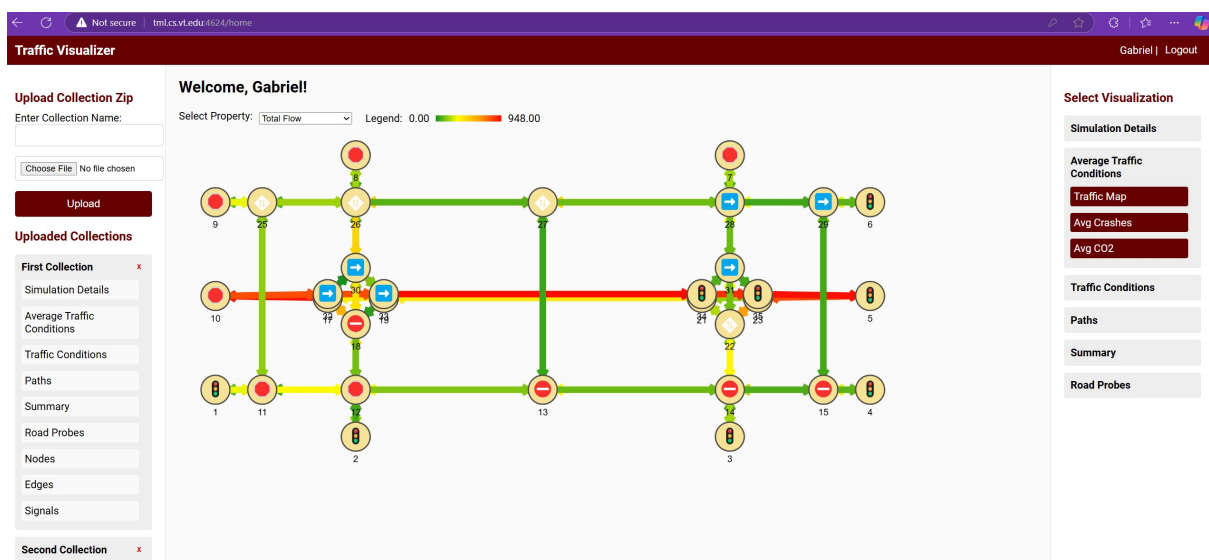 Not secure
tml.cs.vt.edu:4624/home
Traffic Visualizer
Gabriel | Logout
Upload Collection Zip
Enter Collection Name:
Choose File No file chosen
Upload
Uploaded Collections
First Collection x
Simulation Details
Average Traffic
Conditions
Traffic Conditions
Paths
Summary
Road Probes
Nodes
Edges
Signals
Second Collection x
Welcome, Gabriel!
Select Property: Total Flow Legend: 0.00 948.00
8
7
9
25
26
27
28
29
6
30
31
10
17
19
21
23
5
18
22
1
11
12
13
14
15
4
2
3
Select Visualization
Simulation Details
Average Traffic
Conditions
Traffic Map
Avg Crashes
Avg CO2
Traffic Conditions
Paths
Summary
Road Probes